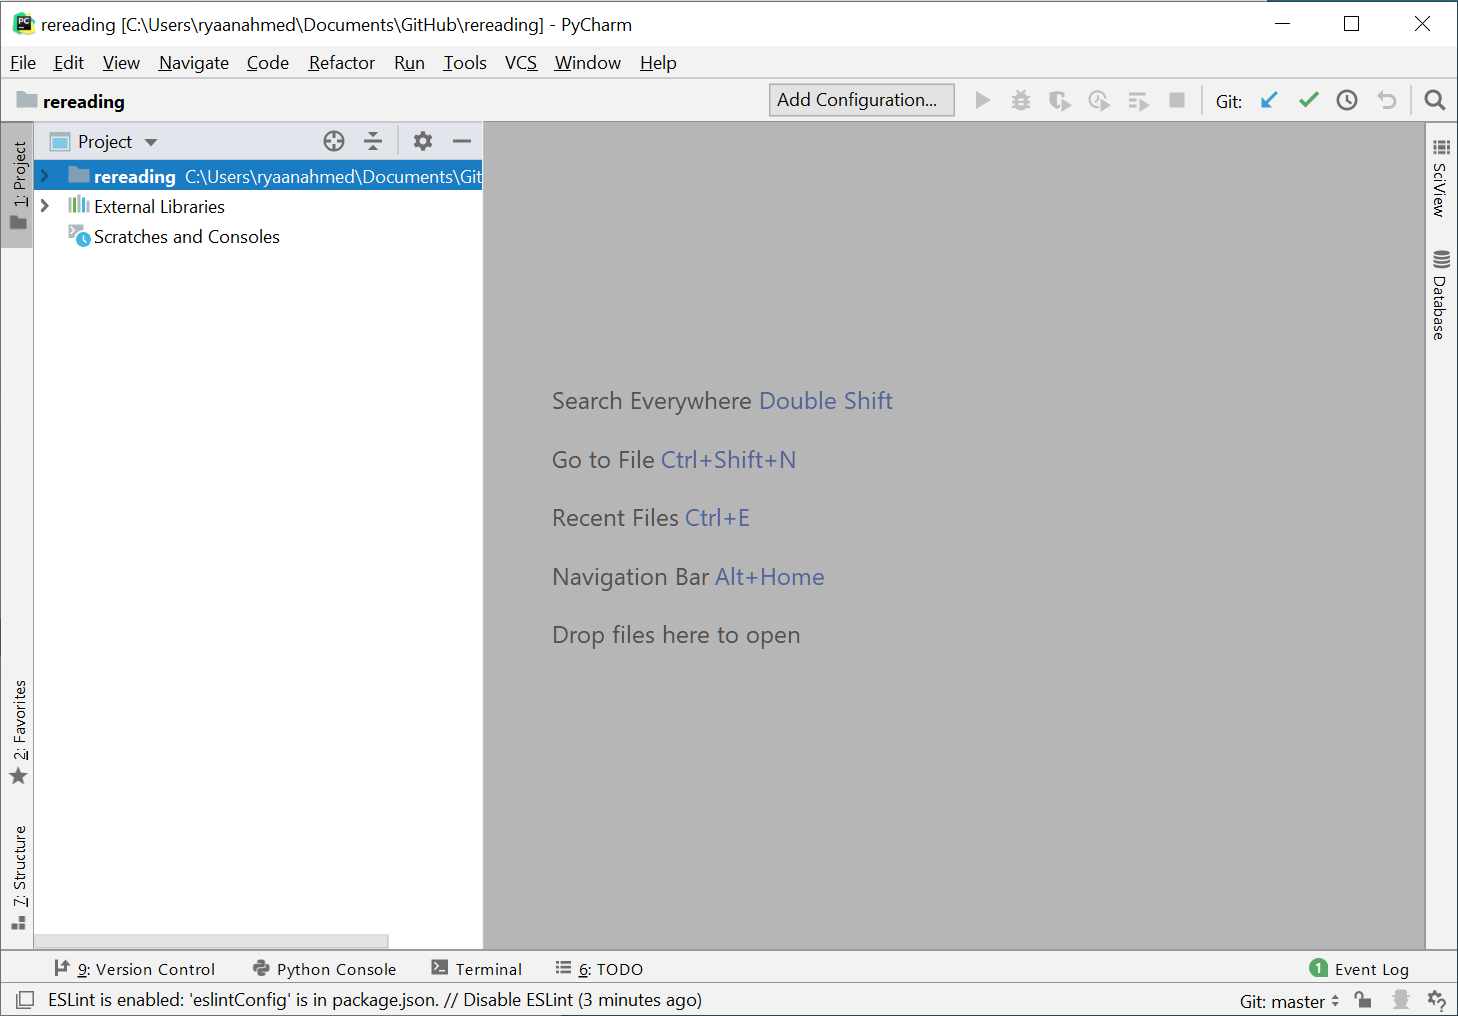 rereading [C:\Users\ryaanahmed\Documents\GitHub\rereading] - PyCharm
File Edit View Navigate Code Refactor Run Tools VCS Window Help
rereading
Add Configuration...
Git:
1: Project
Project
rereading C:\Users\ryaanahmed\Documents\Git
External Libraries
Scratches and Consoles
SciView
Database
Search Everywhere Double Shift
Go to File Ctrl+Shift+N
Recent Files Ctrl+E
Navigation Bar Alt+Home
Drop files here to open
2: Favorites
7: Structure
9: Version Control Python Console Terminal 6: TODO 1 Event Log
ESLint is enabled: 'eslintConfig' is in package.json. // Disable ESLint (3 minutes ago) Git: master